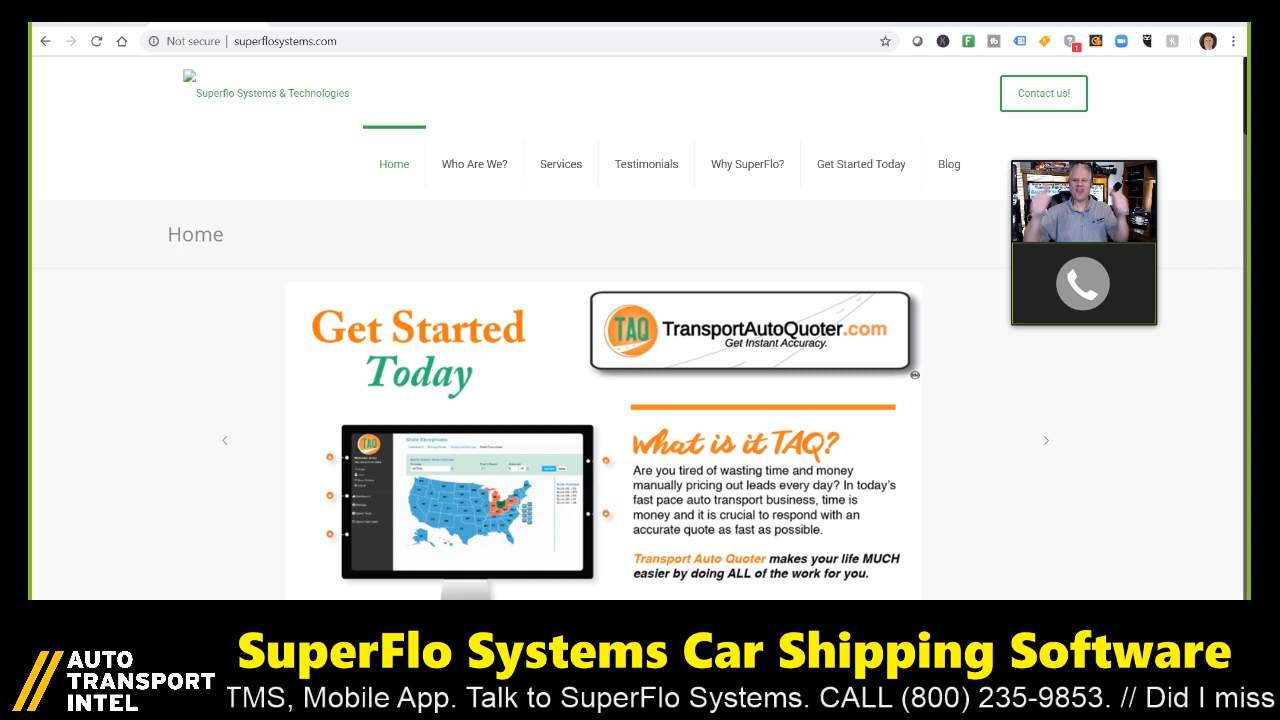 Not secure | superflosystems.com
1
Superflo Systems & Technologies
Contact us!
Home
Who Are We?
Services
Testimonials
Why SuperFlo?
Get Started Today
Blog
Home
Get Started
Today
TAQ TransportAutoQuoter.com
Get Instant Accuracy.
SM
What is it TAQ?
Are you tired of wasting time and money
manually pricing out leads every day? In today's
fast pace auto transport business, time is
money and it is crucial to respond with an
accurate quote as fast as possible.
Transport Auto Quoter makes your life MUCH
easier by doing ALL of the work for you.
TAQ
State Exceptions
SuperFlo Systems Car Shipping Software
AUTO
TRANSPORT
INTEL
TMS, Mobile App. Talk to SuperFlo Systems. CALL (800) 235-9853. // Did I miss